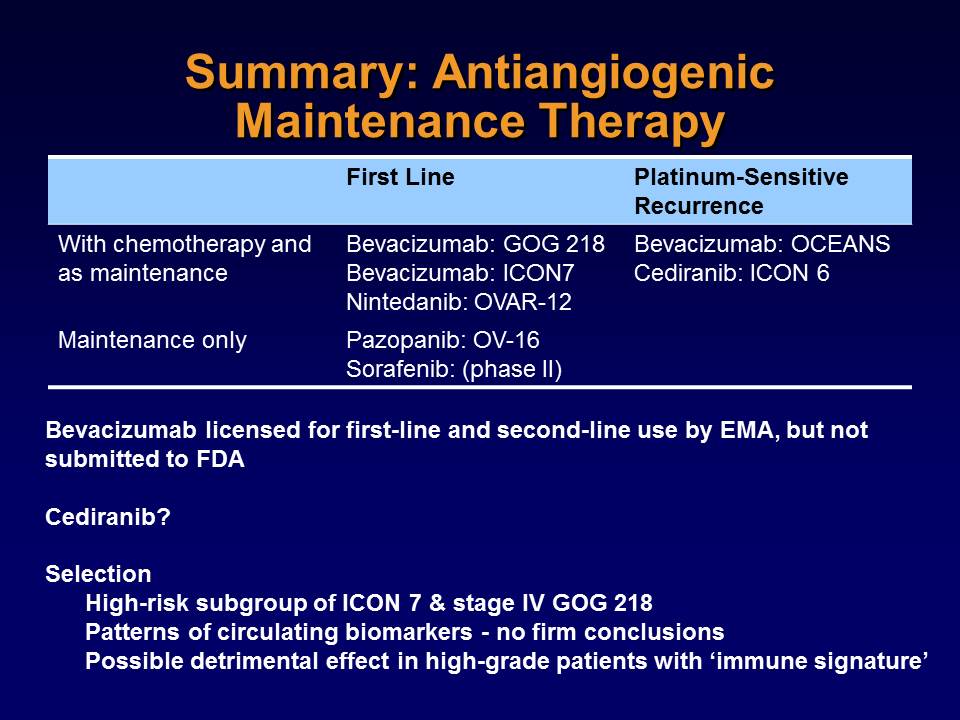 Summary: Antiangiogenic
Maintenance Therapy
First Line
Platinum-Sensitive
Recurrence
With chemotherapy and
as maintenance
Bevacizumab: GOG 218
Bevacizumab: ICON7
Nintedanib: OVAR-12
Bevacizumab: OCEANS
Cediranib: ICON 6
Maintenance only
Pazopanib: OV-16
Sorafenib: (phase II)
Bevacizumab licensed for first-line and second-line use by EMA, but not
submitted to FDA
Cediranib?
Selection
High-risk subgroup of ICON 7 & stage IV GOG 218
Patterns of circulating biomarkers - no firm conclusions
Possible detrimental effect in high-grade patients with ‘immune signature’